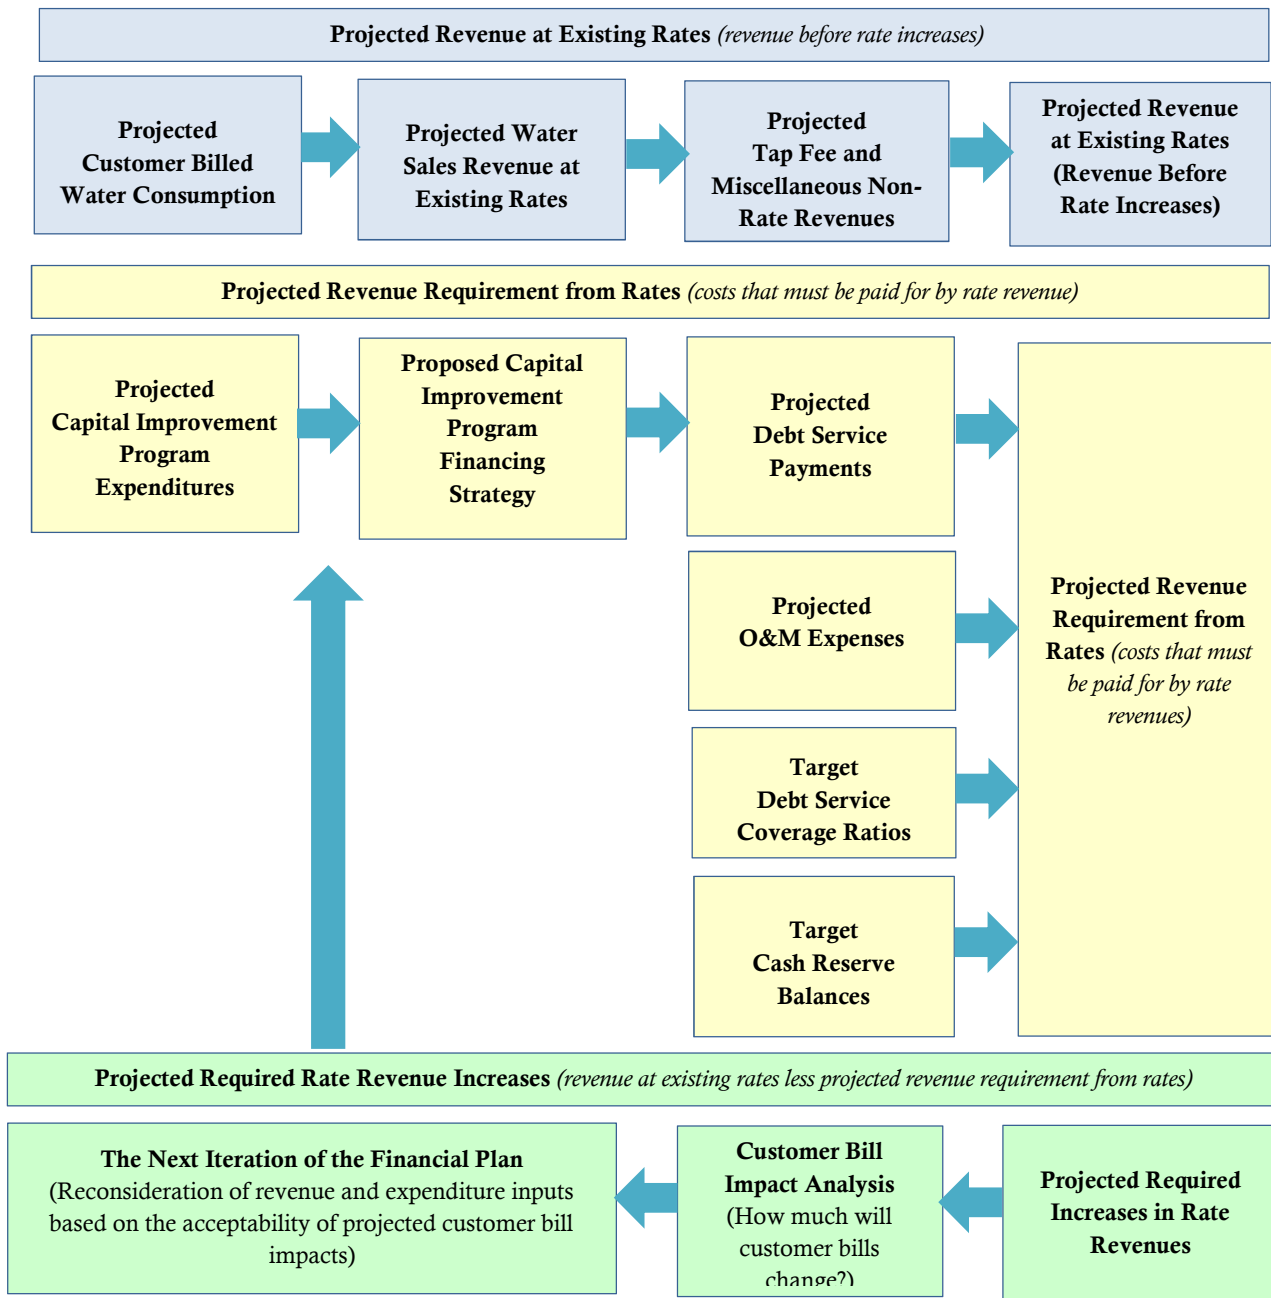 Projected Revenue at Existing Rates (revenue before rate increases)
Projected
Customer Billed
Water Consumption
Projected Water
Sales Revenue at
Existing Rates
Projected
Tap Fee and
Miscellaneous Non-
Rate Revenues
Projected Revenue
at Existing Rates
(Revenue Before
Rate Increases)
Projected Revenue Requirement from Rates (costs that must be paid for by rate revenue)
Projected
Capital Improvement
Program
Expenditures
Proposed Capital
Improvement
Program
Financing
Strategy
Projected
Debt Service
Payments
Projected
O&M Expenses
Target
Debt Service
Coverage Ratios
Target
Cash Reserve
Balances
Projected Revenue
Requirement from
Rates (costs that must
be paid for by rate
revenues)
Projected Required Rate Revenue Increases (revenue at existing rates less projected revenue requirement from rates)
The Next Iteration of the Financial Plan
(Reconsideration of revenue and expenditure inputs
based on the acceptability of projected customer bill
impacts)
Customer Bill
Impact Analysis
(How much will
customer bills
change?)
Projected Required
Increases in Rate
Revenues